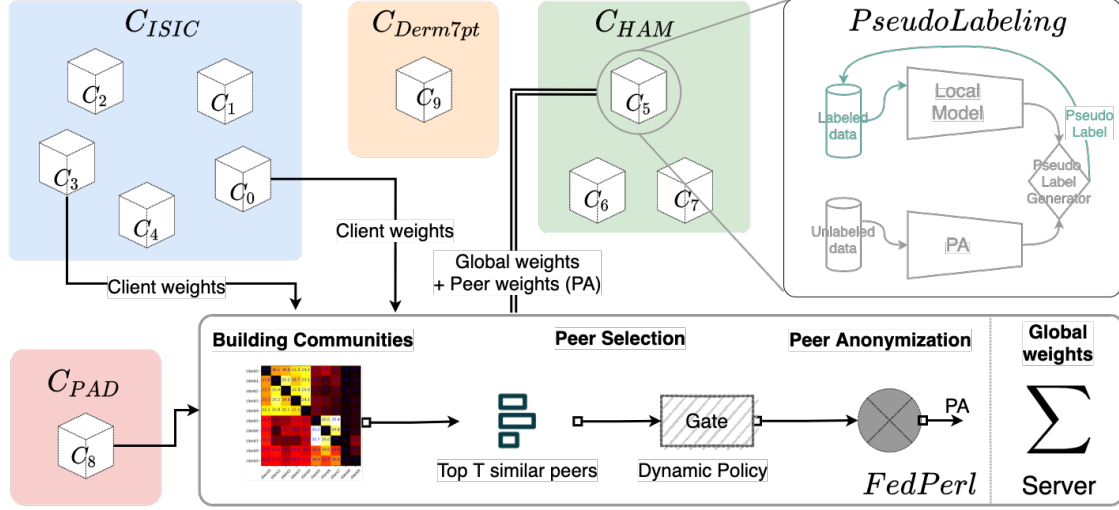 C_ISIC
C_2
C_1
C_3
C_0
C_4
C_Derm7pt
C_9
C_HAM
C_5
C_6
C_7
PseudoLabeling
Labeled
data
Local
Model
Pseudo
Label
Pseudo
Label
Generator
Unlabeled
data
PA
Client weights
Client weights
Global weights
+ Peer weights (PA)
C_PAD
C_8
Building Communities
Top T similar peers
Peer Selection
Gate
Dynamic Policy
Peer Anonymization
PA
FedPerl
Global
weights
∑
Server